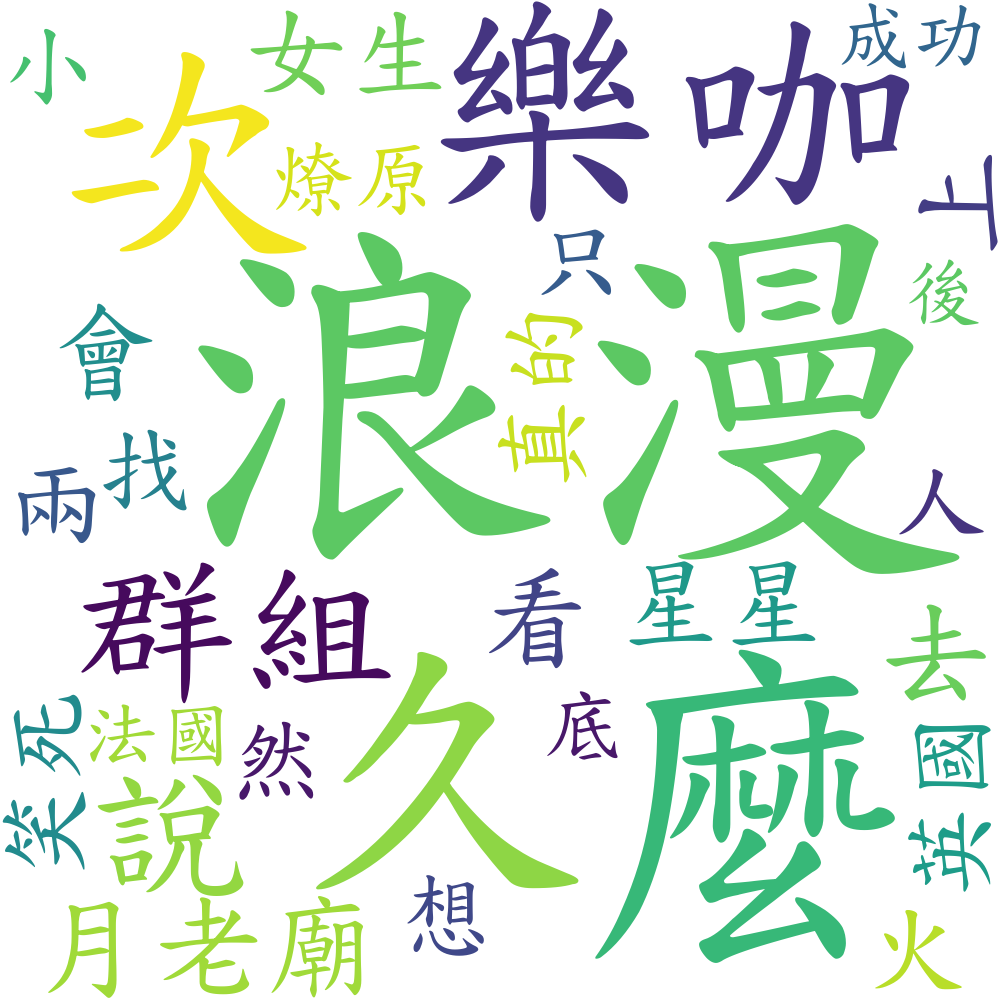 小
女生
樂咖
成功
次
燎原
上
只
後
浪漫
會
真的
找
兩
人
群組
看
星星
去
久
麼
笑死
法國
然
底
英國
說
想
月老廟
火